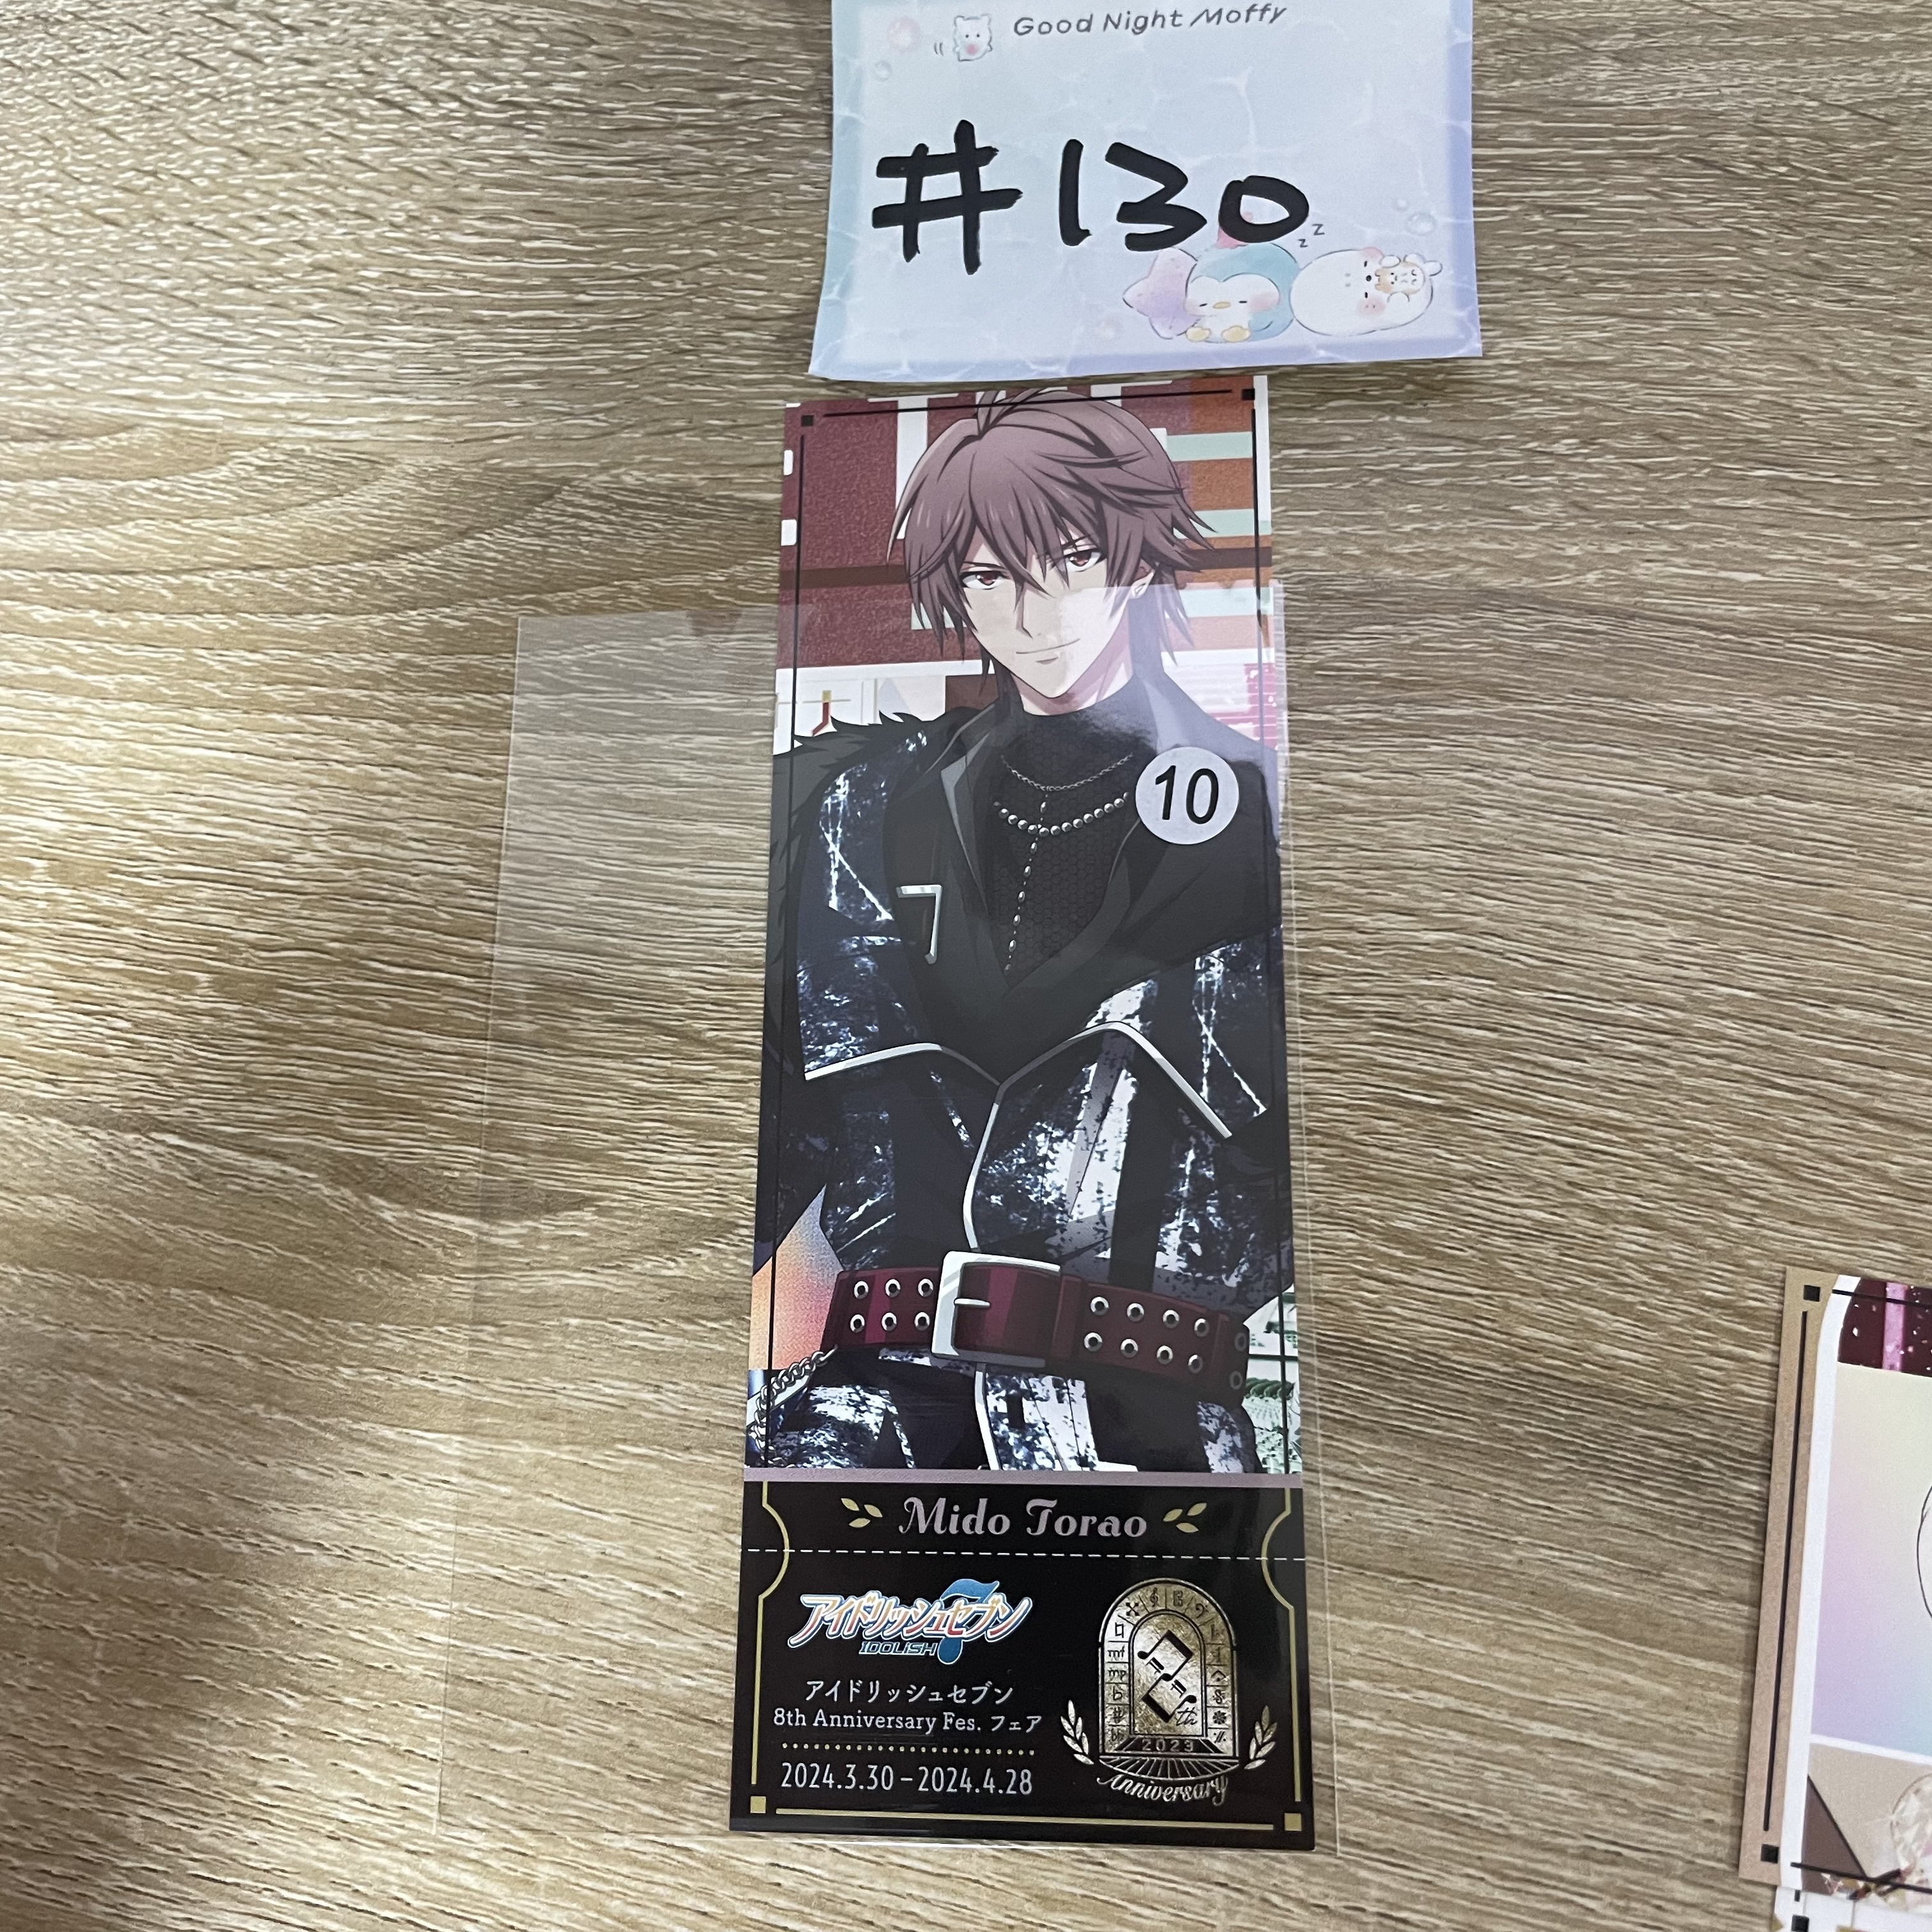 Good Night Moffy
#130
10
Mido Torao
アイドリッシュセブン
IDOLiSH7
アイドリッシュセブン
8th Anniversary Fes. フェア
2024.3.30-2024.4.28
th
2023
Anniversary